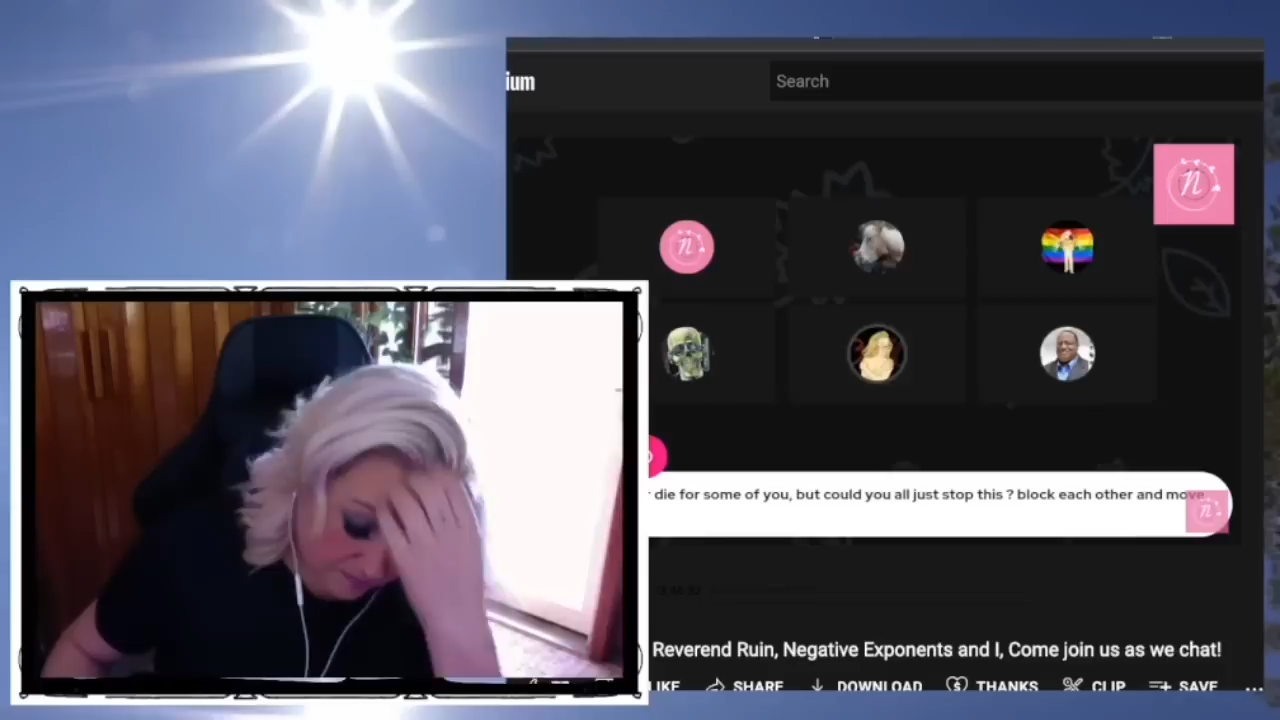 ium
Search
n
n
die for some of you, but could you all just stop this ? block each other and move
n
Reverend Ruin, Negative Exponents and I, Come join us as we chat!
LIKE SHARE DOWNLOAD THANKS CLIP SAVE ...